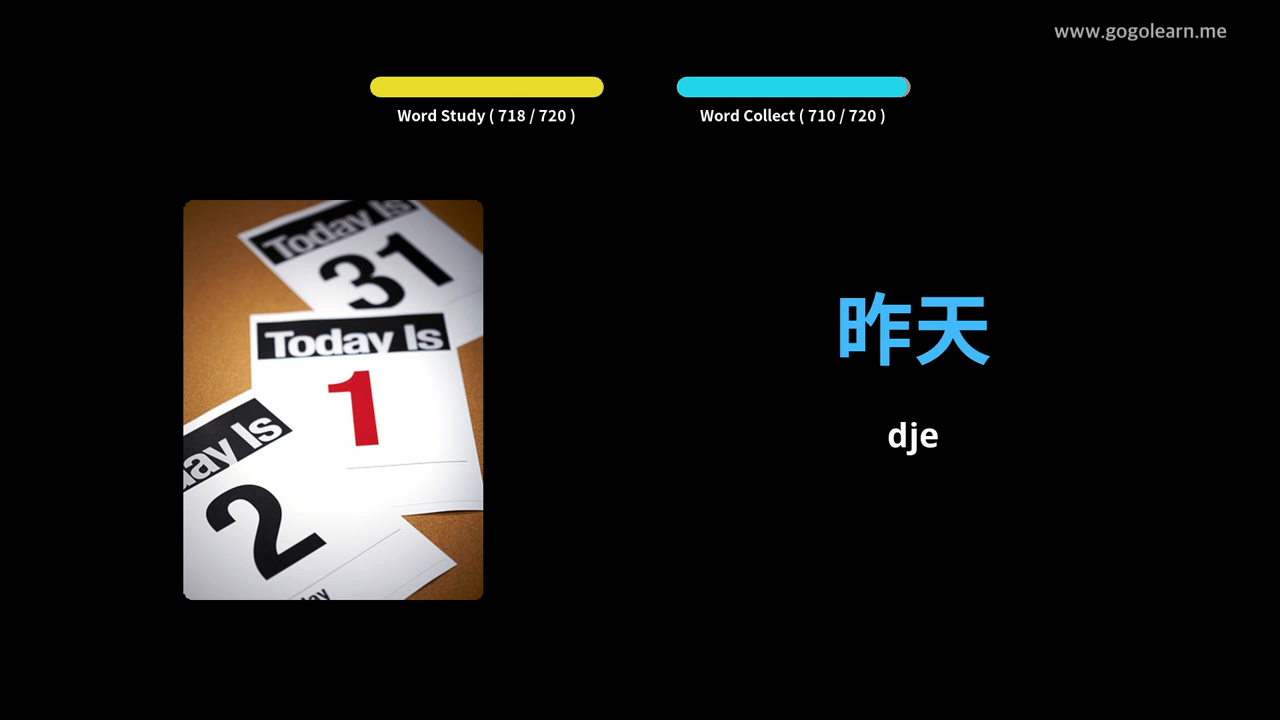 www.gogolearn.me
Word Study ( 718 / 720 )
Word Collect ( 710 / 720 )
Today Is
31
Today Is
1
ay Is
2
昨天
dje